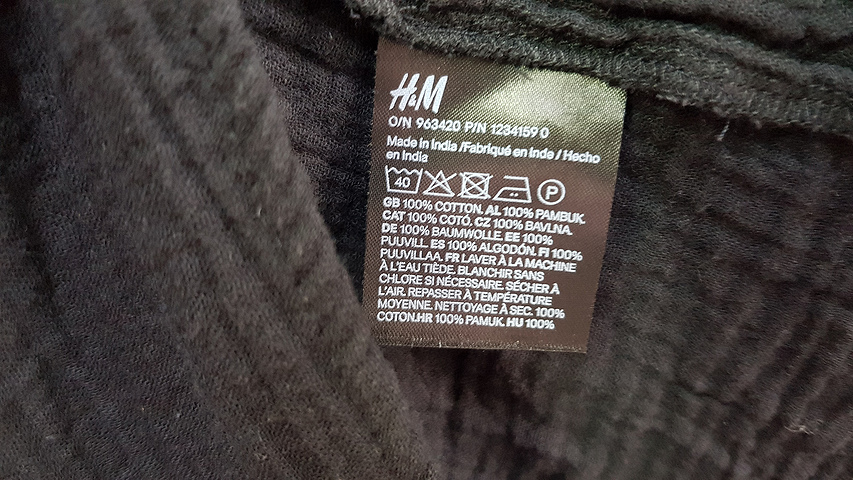 H&M
O/N 963420 P/N 1234159 0
Made in India / Fabriqué en Inde / Hecho
en India
40 P
GB 100% COTTON. AL 100% PAMBUK.
CAT 100% COTÓ. CZ 100% BAVLNA.
DE 100% BAUMWOLLE. EE 100%
PUUVILL. ES 100% ALGODÓN. FI 100%
PUUVILLAA. FR LAVER À LA MACHINE
À L'EAU TIÈDE. BLANCHIR SANS
CHLORE SI NÉCESSAIRE. SÉCHER À
L'AIR. REPASSER À TEMPÉRATURE
MOYENNE. NETTOYAGE À SEC. 100%
COTON.HR 100% PAMUK. HU 100%